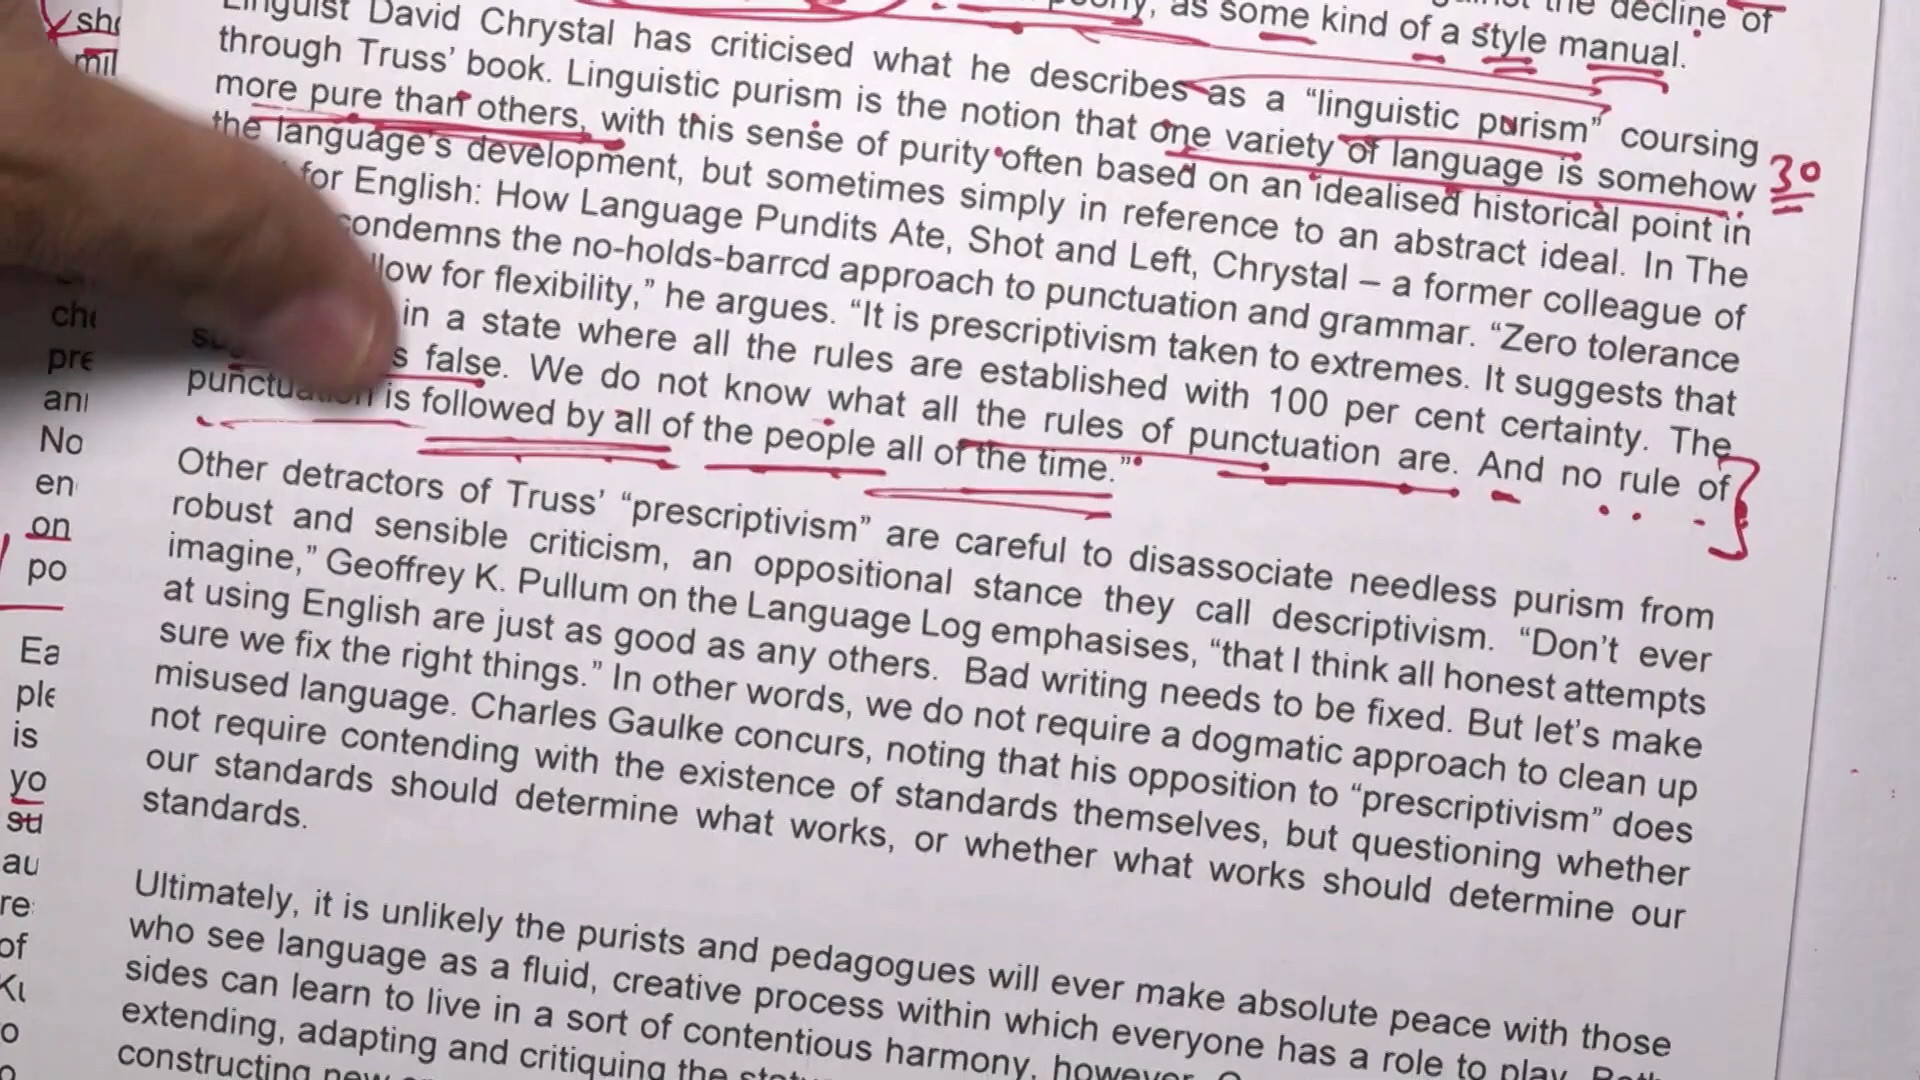 the decline of
as some kind of a style manual.
Linguist David Chrystal has criticised what he describes as a “linguistic purism” coursing
through Truss’ book. Linguistic purism is the notion that one variety of language is somehow
30
more pure than others, with this sense of purity often based on an idealised historical point in
the language’s development, but sometimes simply in reference to an abstract ideal. In The
for English: How Language Pundits Ate, Shot and Left, Chrystal – a former colleague of
condemns the no-holds-barrcd approach to punctuation and grammar. “Zero tolerance
for flexibility,” he argues. “It is prescriptivism taken to extremes. It suggests that
in a state where all the rules are established with 100 per cent certainty. The
false. We do not know what all the rules of punctuation are. And no rule of
punctuation is followed by all of the people all of the time.”
Other detractors of Truss’ “prescriptivism” are careful to disassociate needless purism from
robust and sensible criticism, an oppositional stance they call descriptivism. “Don’t ever
imagine,” Geoffrey K. Pullum on the Language Log emphasises, “that I think all honest attempts
at using English are just as good as any others. Bad writing needs to be fixed. But let’s make
sure we fix the right things.” In other words, we do not require a dogmatic approach to clean up
misused language. Charles Gaulke concurs, noting that his opposition to “prescriptivism” does
not require contending with the existence of standards themselves, but questioning whether
our standards should determine what works, or whether what works should determine our
standards.
Ultimately, it is unlikely the purists and pedagogues will ever make absolute peace with those
who see language as a fluid, creative process within which everyone has a role to play. Both
sides can learn to live in a sort of contentious harmony, however.
extending, adapting and critiquing the
constructing new